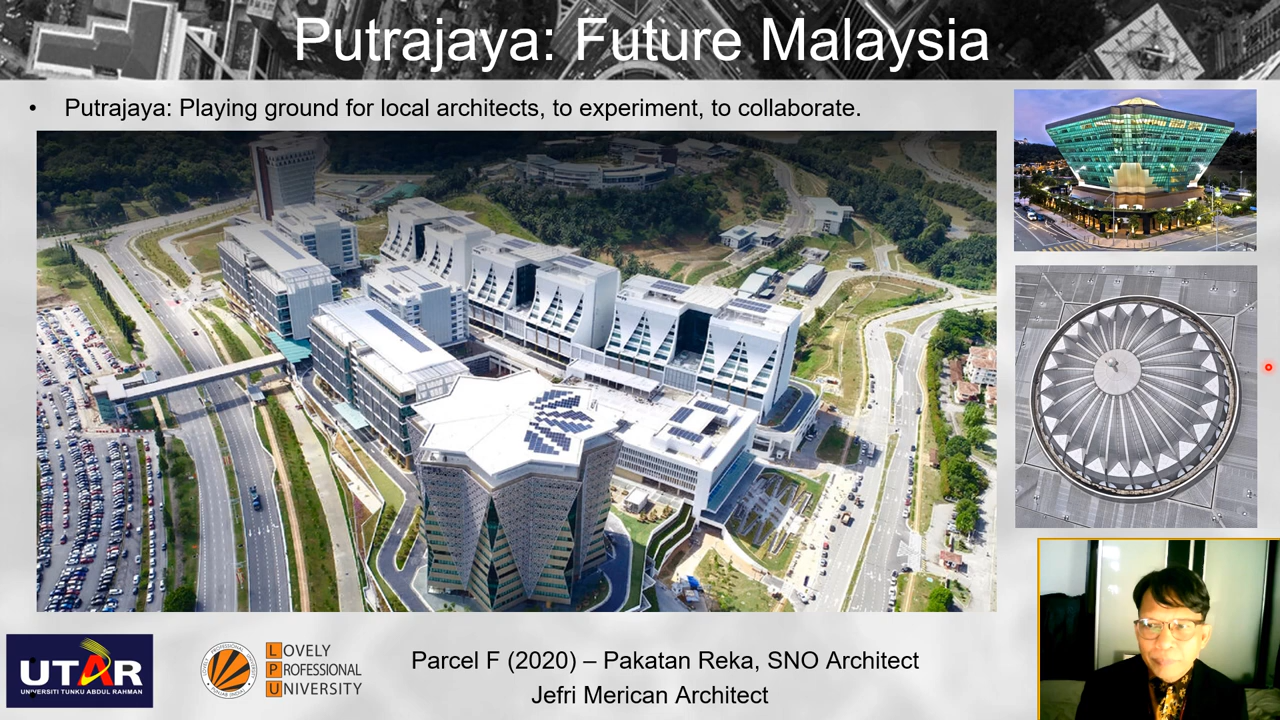 Putrajaya: Future Malaysia
• Putrajaya: Playing ground for local architects, to experiment, to collaborate.
UTAR
UNIVERSITI TUNKU ABDUL RAHMAN
LOVELY
PROFESSIONAL
UNIVERSITY
Parcel F (2020) – Pakatan Reka, SNO Architect
Jefri Merican Architect